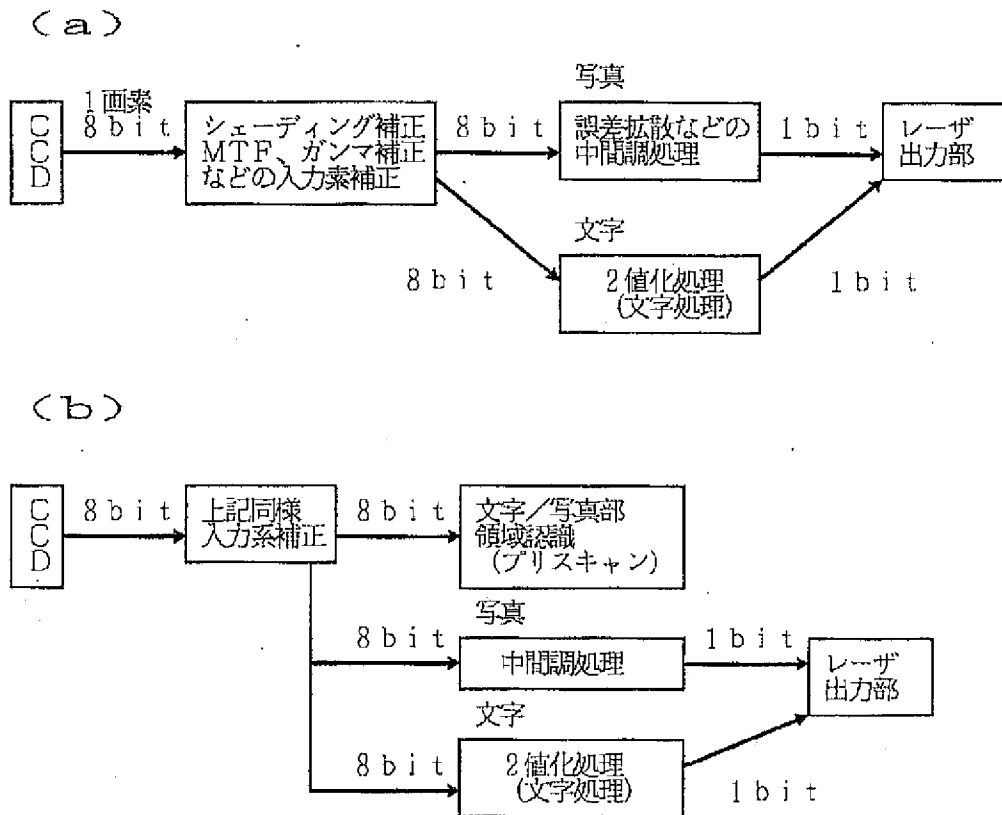 (a)
1画素
8bit
CCD
シェーディング補正
MTF、ガンマ補正
などの入力素補正
8bit
写真
誤差拡散などの
中間調処理
1bit
レーザ
出力部
8bit
文字
2値化処理
(文字処理)
1bit
(b)
CCD
8bit
上記同様
入力系補正
8bit
文字/写真部
領域認識
(プリスキャン)
写真
8bit
中間調処理
1bit
レーザ
出力部
文字
8bit
2値化処理
(文字処理)
1bit